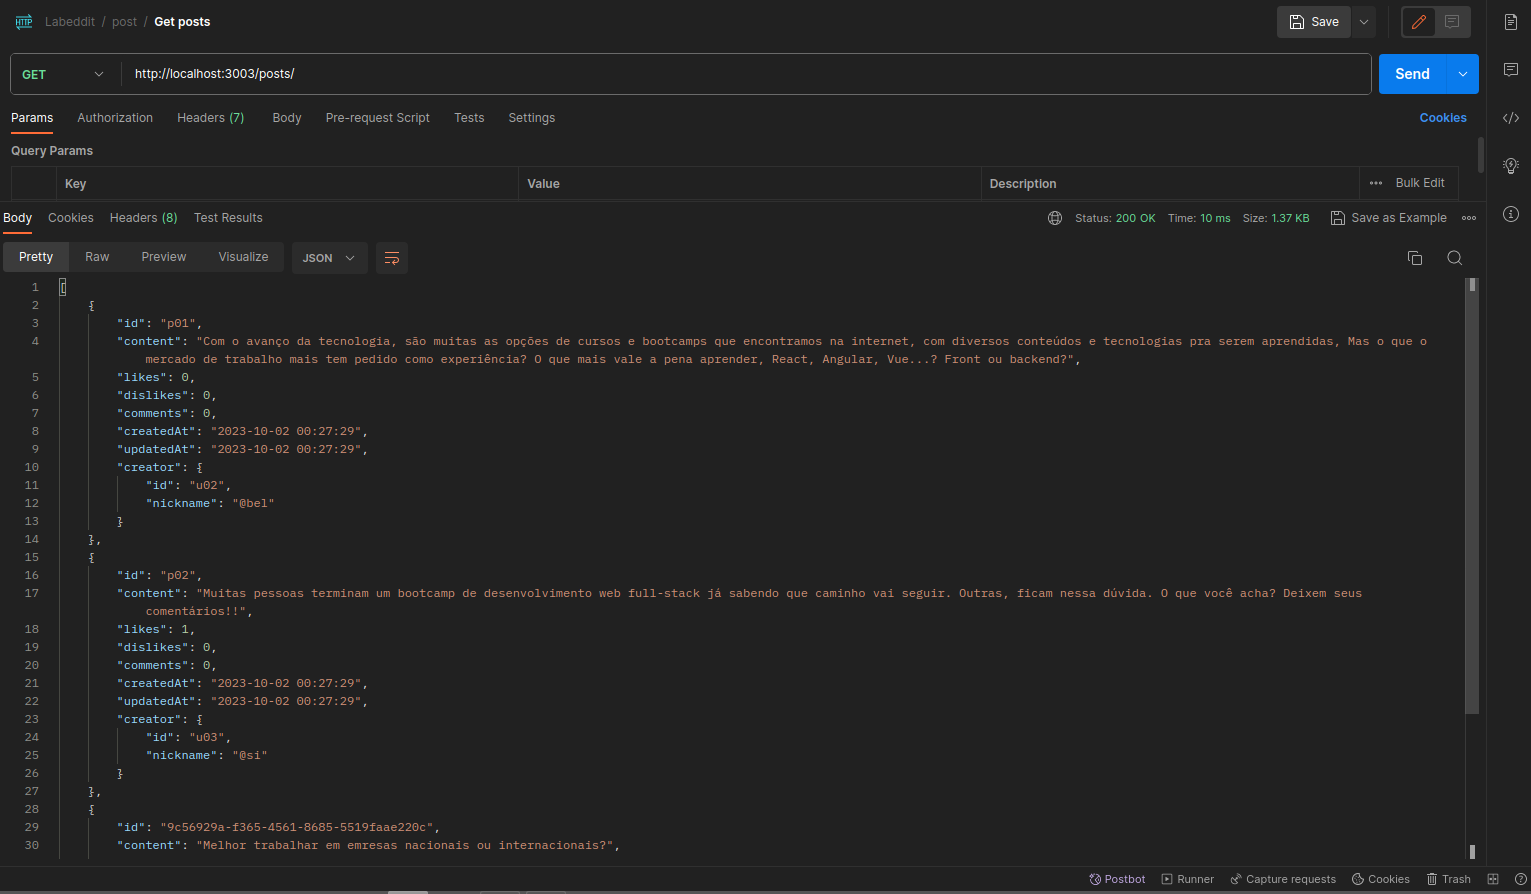 HTTP Labeddit / post / Get posts Save
GET http://localhost:3003/posts/ Send
Params Authorization Headers (7) Body Pre-request Script Tests Settings Cookies
Query Params
Key Value Description Bulk Edit
Body Cookies Headers (8) Test Results Status: 200 OK Time: 10 ms Size: 1.37 KB Save as Example
Pretty Raw Preview Visualize JSON
1 [
2 {
3 "id": "p01",
4 "content": "Com o avanço da tecnologia, são muitas as opções de cursos e bootcamps que encontramos na internet, com diversos conteúdos e tecnologias pra serem aprendidas, Mas o que o
mercado de trabalho mais tem pedido como experiência? O que mais vale a pena aprender, React, Angular, Vue...? Front ou backend?",
5 "likes": 0,
6 "dislikes": 0,
7 "comments": 0,
8 "createdAt": "2023-10-02 00:27:29",
9 "updatedAt": "2023-10-02 00:27:29",
10 "creator": {
11 "id": "u02",
12 "nickname": "@bel"
13 }
14 },
15 {
16 "id": "p02",
17 "content": "Muitas pessoas terminam um bootcamp de desenvolvimento web full-stack já sabendo que caminho vai seguir. Outras, ficam nessa dúvida. O que você acha? Deixem seus
comentários!!",
18 "likes": 1,
19 "dislikes": 0,
20 "comments": 0,
21 "createdAt": "2023-10-02 00:27:29",
22 "updatedAt": "2023-10-02 00:27:29",
23 "creator": {
24 "id": "u03",
25 "nickname": "@si"
26 }
27 },
28 {
29 "id": "9c56929a-f365-4561-8685-5519faae220c",
30 "content": "Melhor trabalhar em emresas nacionais ou internacionais?",
Postbot Runner Capture requests Cookies Trash